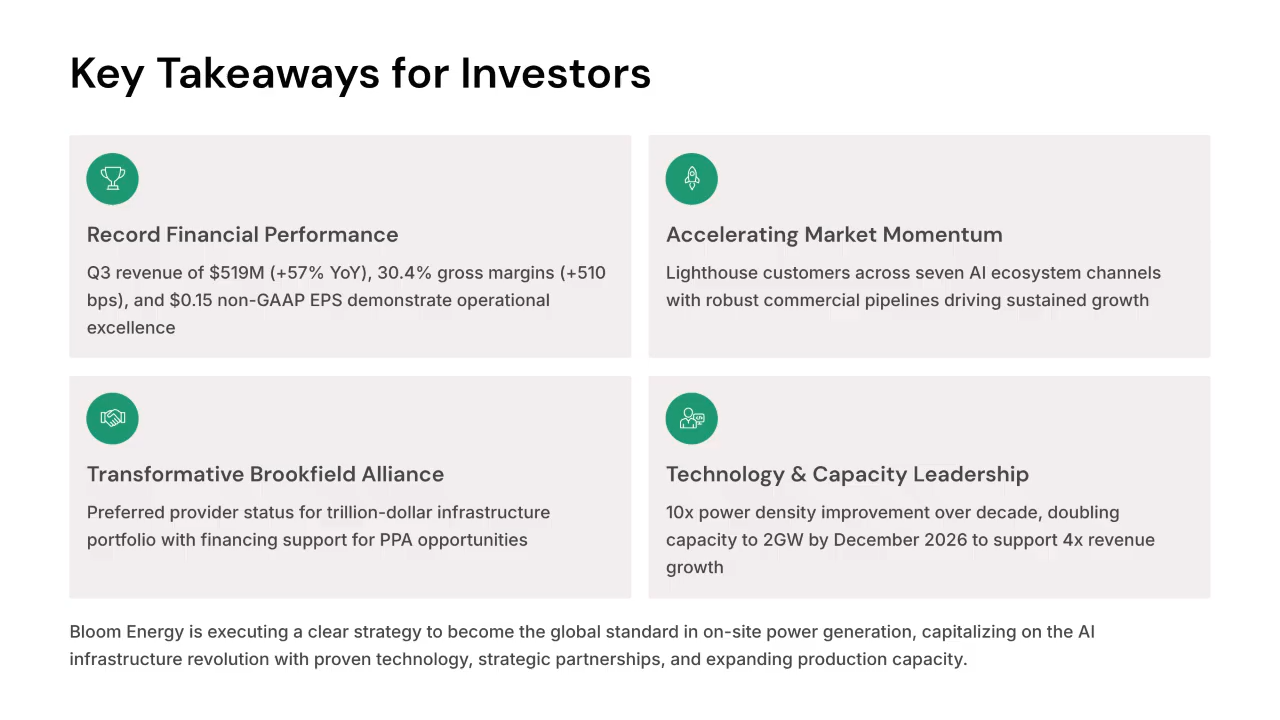 Key Takeaways for Investors
Record Financial Performance
Q3 revenue of $519M (+57% YoY), 30.4% gross margins (+510
bps), and $0.15 non-GAAP EPS demonstrate operational
excellence
Accelerating Market Momentum
Lighthouse customers across seven AI ecosystem channels
with robust commercial pipelines driving sustained growth
Transformative Brookfield Alliance
Preferred provider status for trillion-dollar infrastructure
portfolio with financing support for PPA opportunities
Technology & Capacity Leadership
10x power density improvement over decade, doubling
capacity to 2GW by December 2026 to support 4x revenue
growth
Bloom Energy is executing a clear strategy to become the global standard in on-site power generation, capitalizing on the AI
infrastructure revolution with proven technology, strategic partnerships, and expanding production capacity.